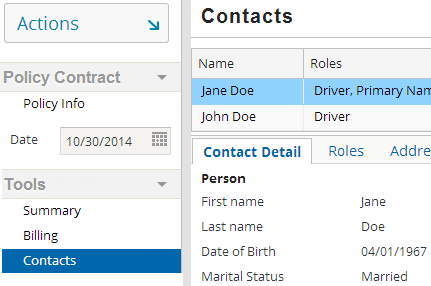 Actions
Policy Contract
Policy Info
Date 10/30/2014
Tools
Summary
Billing
Contacts
Contacts
Name Roles
Jane Doe Driver, Primary Nam
John Doe Driver
Contact Detail Roles Addre
Person
First name Jane
Last name Doe
Date of Birth 04/01/1967
Marital Status Married